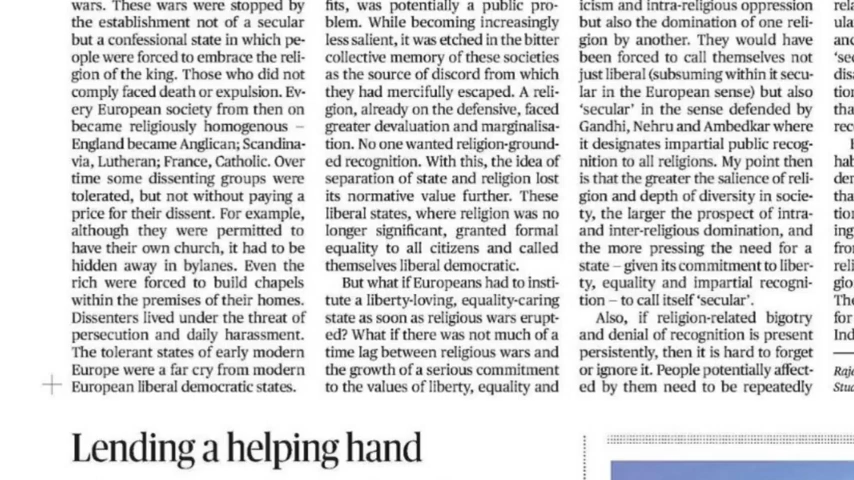 wars. These wars were stopped by
the establishment not of a secular
but a confessional state in which pe-
ople were forced to embrace the reli-
gion of the king. Those who did not
comply faced death or expulsion. Ev-
ery European society from then on
became religiously homogenous –
England became Anglican; Scandina-
via, Lutheran; France, Catholic. Over
time some dissenting groups were
tolerated, but not without paying a
price for their dissent. For example,
although they were permitted to
have their own church, it had to be
hidden away in bylanes. Even the
rich were forced to build chapels
within the premises of their homes.
Dissenters lived under the threat of
persecution and daily harassment.
The tolerant states of early modern
Europe were a far cry from modern
European liberal democratic states.
fits, was potentially a public pro-
blem. While becoming increasingly
less salient, it was etched in the bitter
collective memory of these societies
as the source of discord from which
they had mercifully escaped. A reli-
gion, already on the defensive, faced
greater devaluation and marginalisa-
tion. No one wanted religion-ground-
ed recognition. With this, the idea of
separation of state and religion lost
its normative value further. These
liberal states, where religion was no
longer significant, granted formal
equality to all citizens and called
themselves liberal democratic.
But what if Europeans had to insti-
tute a liberty-loving, equality-caring
state as soon as religious wars erupt-
ed? What if there was not much of a
time lag between religious wars and
the growth of a serious commitment
to the values of liberty, equality and
icism and intra-religious oppression
but also the domination of one reli-
gion by another. They would have
been forced to call themselves not
just liberal (subsuming within it secu-
lar in the European sense) but also
‘secular’ in the sense defended by
Gandhi, Nehru and Ambedkar where
it designates impartial public recog-
nition to all religions. My point then
is that the greater the salience of reli-
gion and depth of diversity in socie-
ty, the larger the prospect of intra-
and inter-religious domination, and
the more pressing the need for a
state – given its commitment to liber-
ty, equality and impartial recogni-
tion – to call itself ‘secular’.
Also, if religion-related bigotry
and denial of recognition is present
persistently, then it is hard to forget
or ignore it. People potentially affect-
ed by them need to be repeatedly
Lending a helping hand